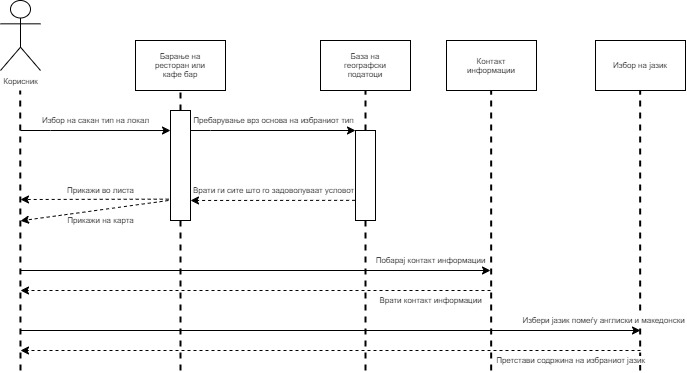 Корисник
Барање на
ресторан или
кафе бар
База на
географски
податоци
Контакт
информации
Избор на јазик
Избор на сакан тип на локал
Пребарување врз основа на избраниот тип
Прикажи во листа
Врати ги сите што го задоволуваат условот
Прикажи на карта
Побарај контакт информации
Врати контакт информации
Избери јазик помеѓу англиски и македонски
Претстави содржина на избраниот јазик